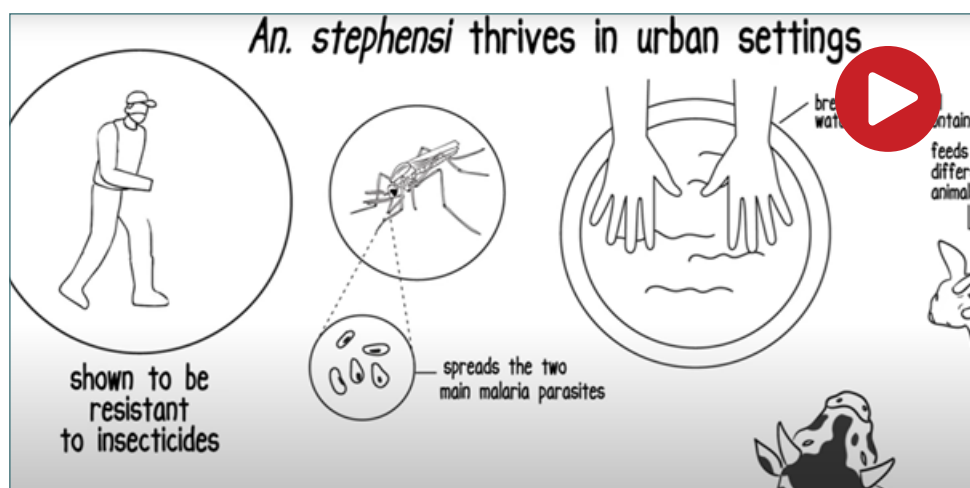 An. stephensi thrives in urban settings
shown to be
resistant
to insecticides
spreads the two
main malaria parasites
feeds